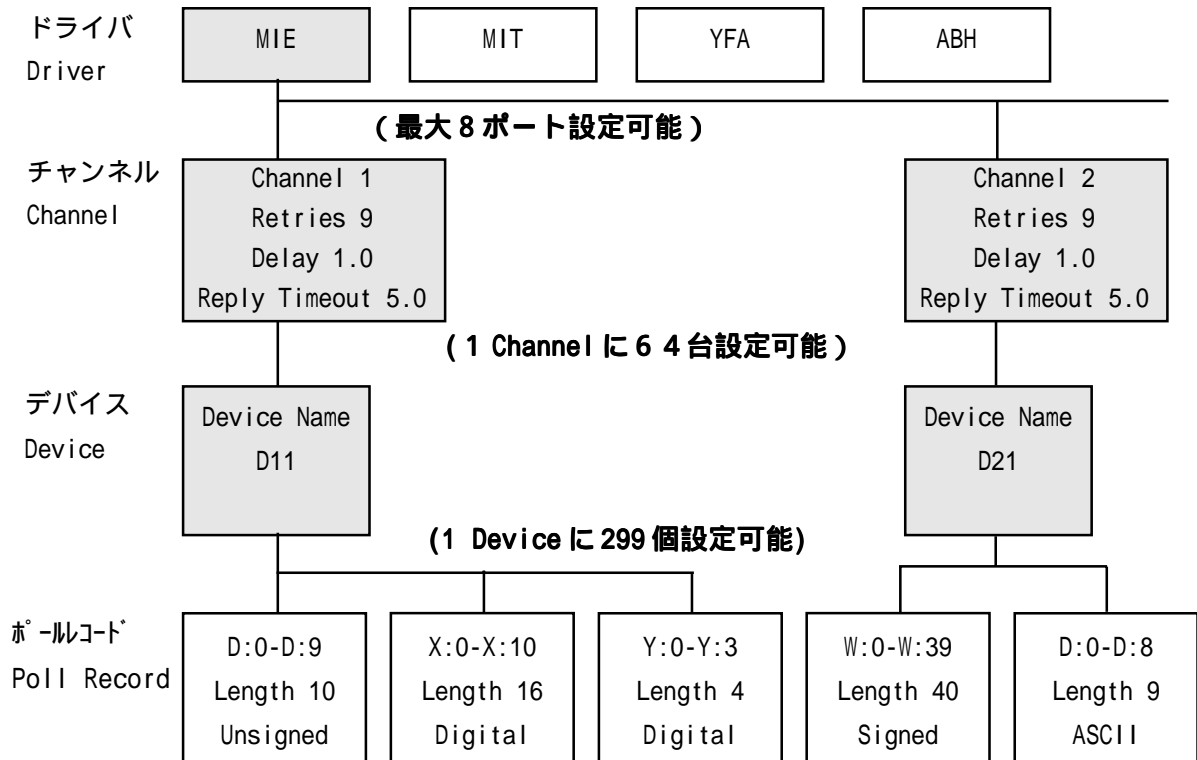 ドライバ
Driver
MIE
MIT
YFA
ABH
(最大8ポート設定可能)
チャンネル
Channel
Channel 1
Retries 9
Delay 1.0
Reply Timeout 5.0
Channel 2
Retries 9
Delay 1.0
Reply Timeout 5.0
(1 Channelに64台設定可能)
デバイス
Device
Device Name
D11
Device Name
D21
(1 Deviceに299個設定可能)
ポールレコード
Poll Record
D:0-D:9
Length 10
Unsigned
X:0-X:10
Length 16
Digital
Y:0-Y:3
Length 4
Digital
W:0-W:39
Length 40
Signed
D:0-D:8
Length 9
ASCII